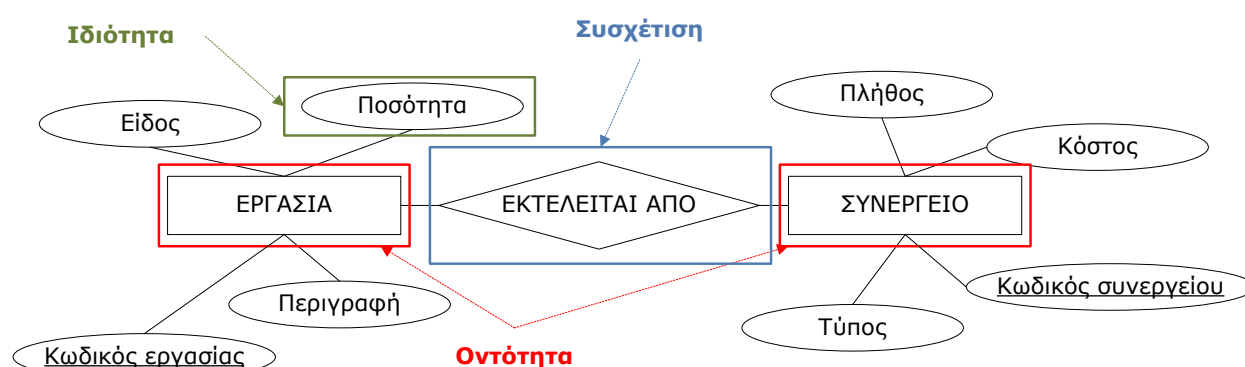 Ιδιότητα
Συσχέτιση
Ποσότητα
Πλήθος
Είδος
Κόστος
ΕΡΓΑΣΙΑ
ΕΚΤΕΛΕΙΤΑΙ ΑΠΟ
ΣΥΝΕΡΓΕΙΟ
Περιγραφή
Κωδικός συνεργείου
Τύπος
Κωδικός εργασίας
Οντότητα